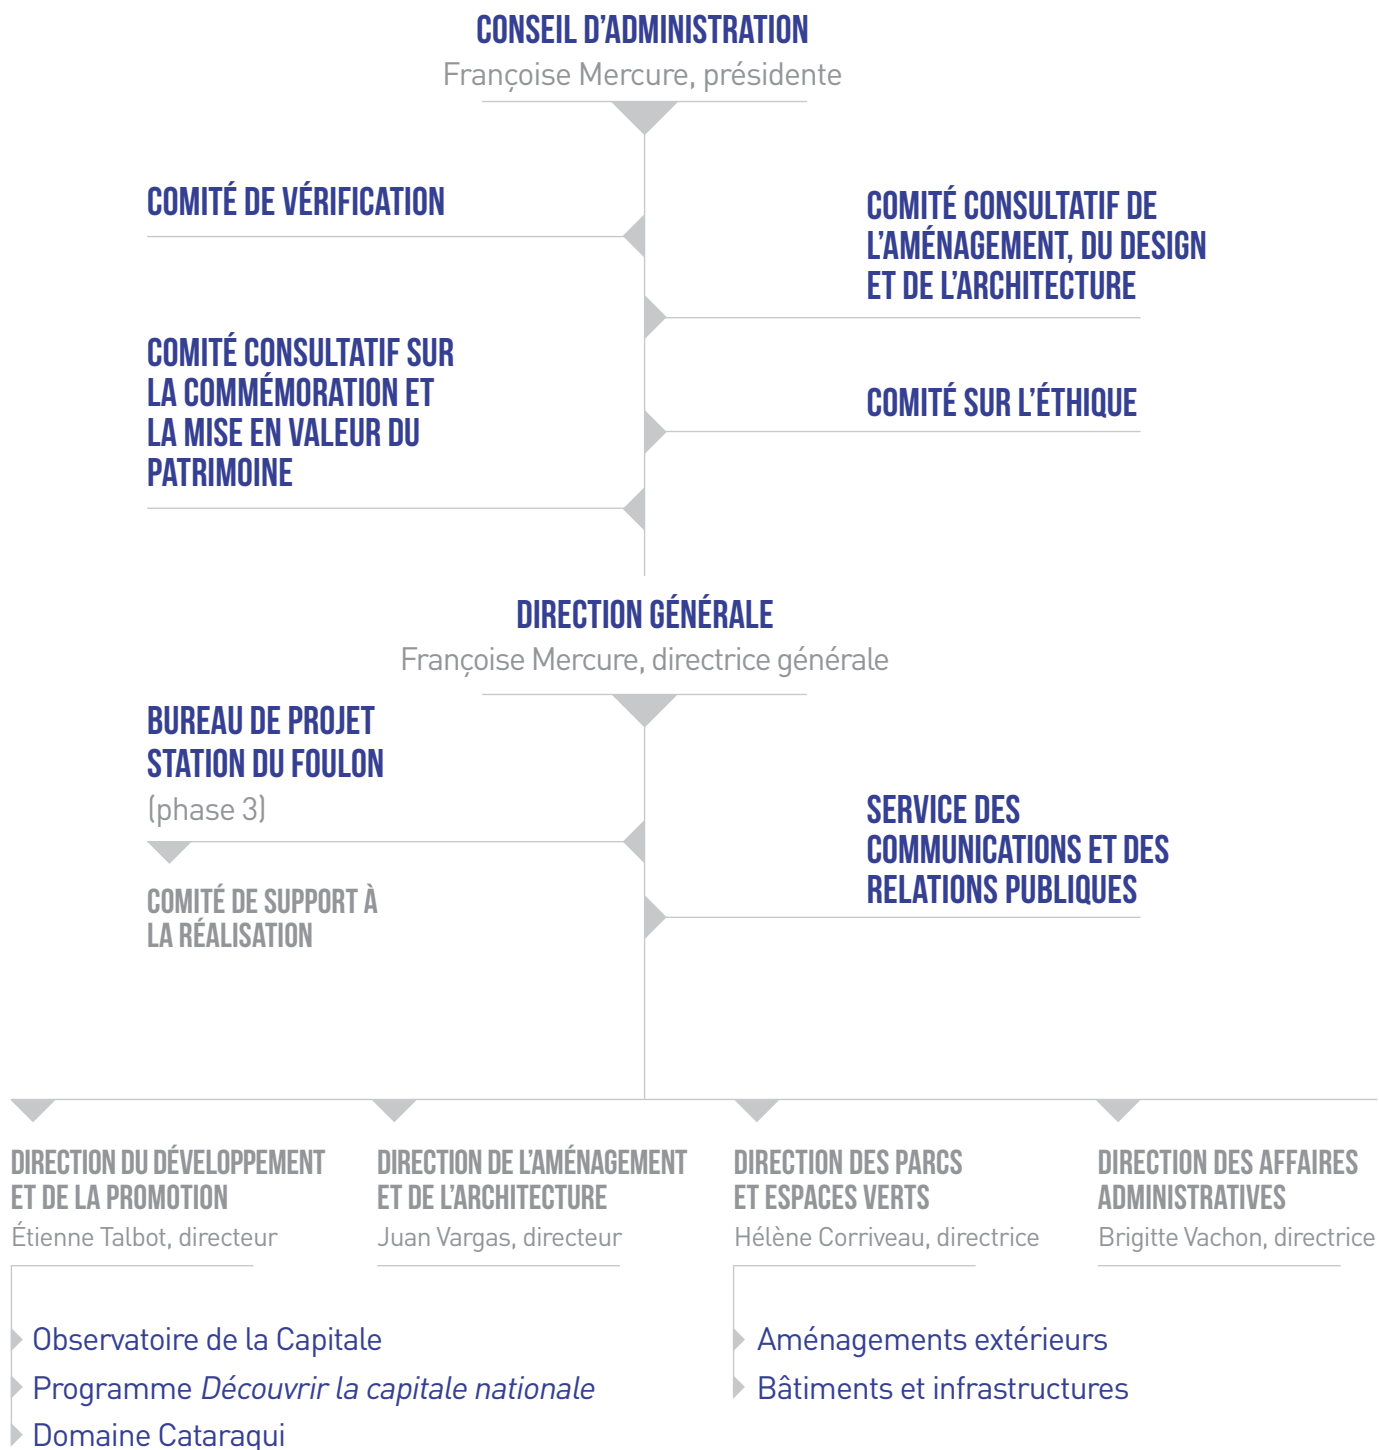 CONSEIL D’ADMINISTRATION
Françoise Mercure, présidente
COMITÉ DE VÉRIFICATION
COMITÉ CONSULTATIF DE
L’AMÉNAGEMENT, DU DESIGN
ET DE L’ARCHITECTURE
COMITÉ CONSULTATIF SUR
LA COMMÉMORATION ET
LA MISE EN VALEUR DU
PATRIMOINE
COMITÉ SUR L’ÉTHIQUE
DIRECTION GÉNÉRALE
Françoise Mercure, directrice générale
BUREAU DE PROJET
STATION DU FOULON
(phase 3)
COMITÉ DE SUPPORT À
LA RÉALISATION
SERVICE DES
COMMUNICATIONS ET DES
RELATIONS PUBLIQUES
DIRECTION DU DÉVELOPPEMENT
ET DE LA PROMOTION
Étienne Talbot, directeur
Observatoire de la Capitale
Programme Découvrir la capitale nationale
Domaine Cataraqui
DIRECTION DE L’AMÉNAGEMENT
ET DE L’ARCHITECTURE
Juan Vargas, directeur
DIRECTION DES PARCS
ET ESPACES VERTS
Hélène Corriveau, directrice
Aménagements extérieurs
Bâtiments et infrastructures
DIRECTION DES AFFAIRES
ADMINISTRATIVES
Brigitte Vachon, directrice